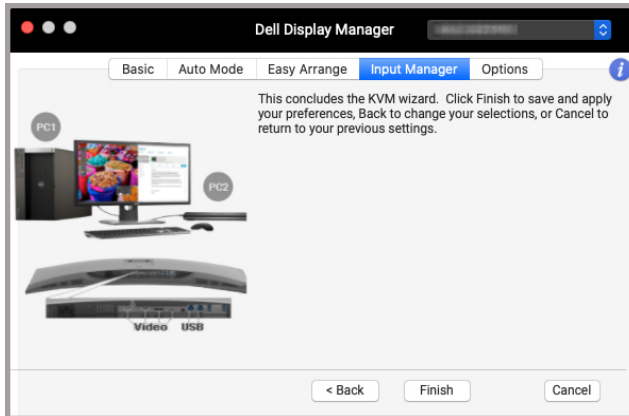 Dell Display Manager
Basic
Auto Mode
Easy Arrange
Input Manager
Options
i
This concludes the KVM wizard.  Click Finish to save and apply
your preferences, Back to change your selections, or Cancel to
return to your previous settings.
PC1
PC2
Video
USB
< Back
Finish
Cancel